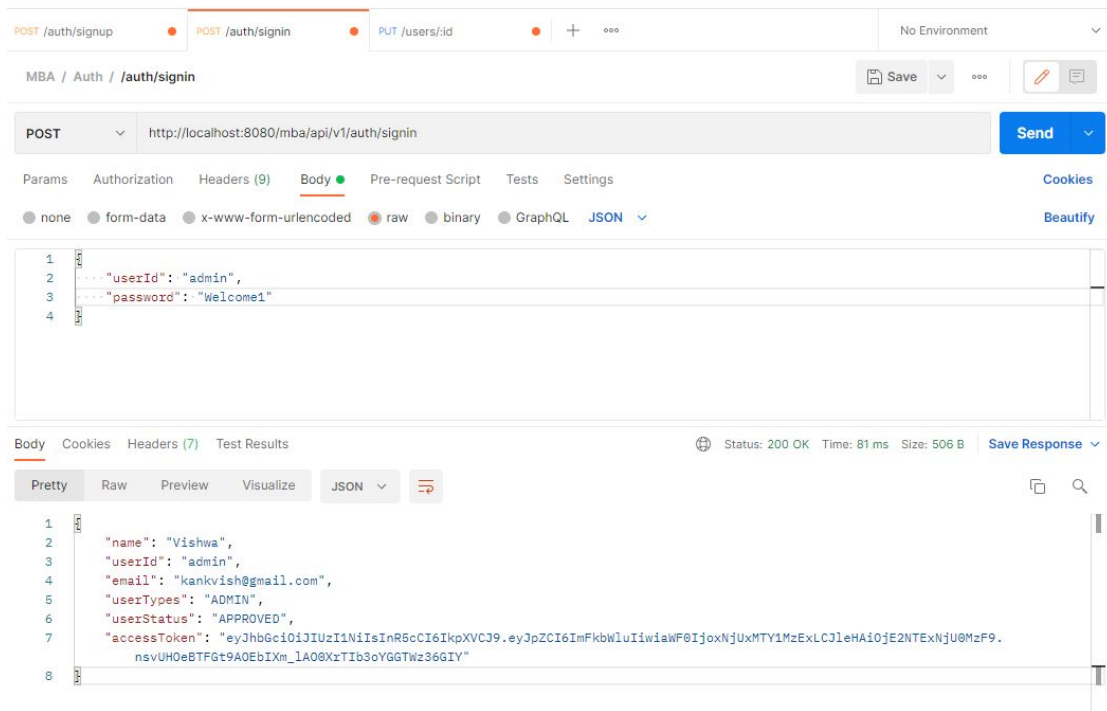 POST /auth/signup POST /auth/signin PUT /users/:id No Environment
MBA / Auth / /auth/signin Save
POST http://localhost:8080/mba/api/v1/auth/signin Send
Params Authorization Headers (9) Body Pre-request Script Tests Settings Cookies
none form-data x-www-form-urlencoded raw binary GraphQL JSON Beautify
1 {
2 "userId": "admin",
3 "password": "Welcome1"
4 }
Body Cookies Headers (7) Test Results Status: 200 OK Time: 81 ms Size: 506 B Save Response
Pretty Raw Preview Visualize JSON
1 {
2 "name": "Vishwa",
3 "userId": "admin",
4 "email": "kankvish@gmail.com",
5 "userTypes": "ADMIN",
6 "userStatus": "APPROVED",
7 "accessToken": "eyJhbGciOiJIUzI1NiIsInR5cCI6IkpXVCJ9.eyJpZCI6ImFkbWluIiwiaWF0IjoxNjUxMTY1MzExLCJleHAiOjE2NTExNjU0MzF9.
nsvUHOeBTFGt9AOEbIXm_lAO0XrTIb3oYGGTWz36GIY"
8 }